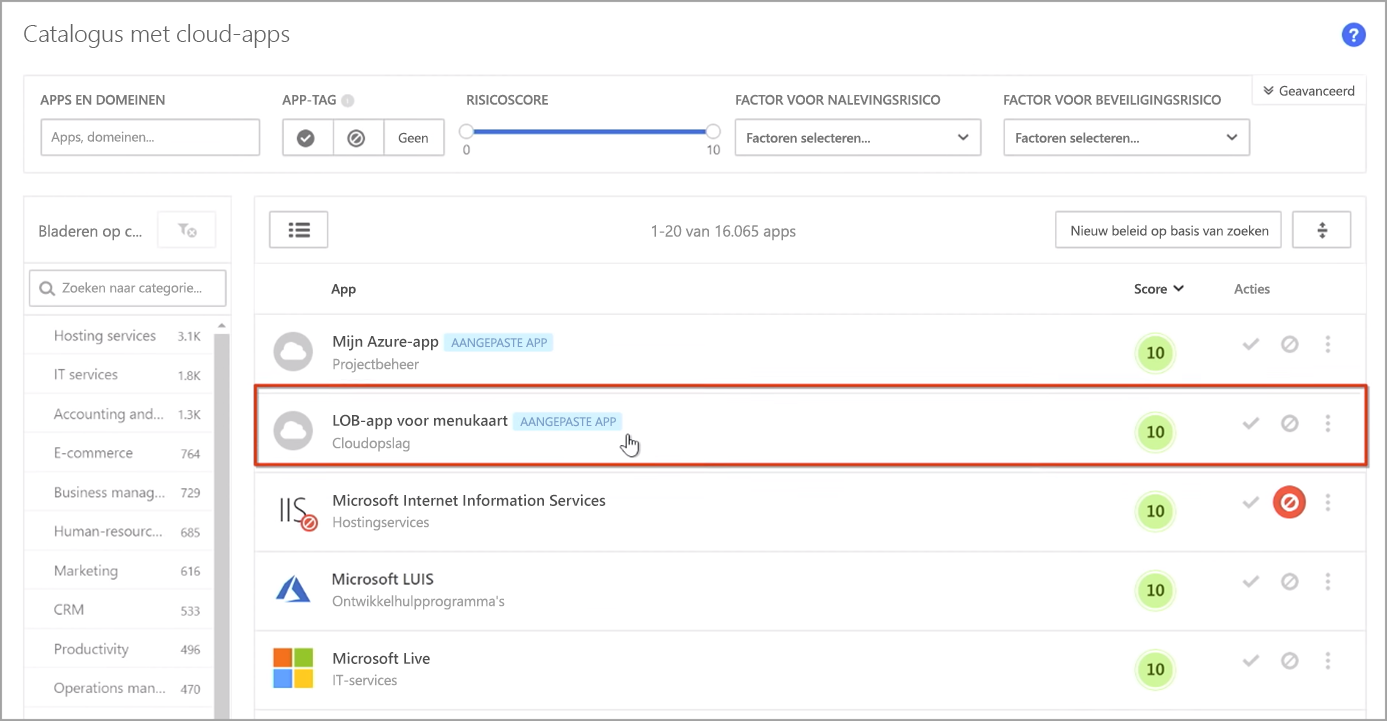 Catalogus met cloud-apps
?
Geavanceerd
APPS EN DOMEINEN
APP-TAG
RISICOSCORE
FACTOR VOOR NALEVINGSRISICO
FACTOR VOOR BEVEILIGINGSRISICO
Apps, domeinen...
Geen
0
10
Factoren selecteren...
Factoren selecteren...
Bladeren op c...
1-20 van 16.065 apps
Nieuw beleid op basis van zoeken
Zoeken naar categorie...
App
Score
Acties
Hosting services 3.1K
IT services 1.8K
Accounting and... 1.3K
E-commerce 764
Business manag... 729
Human-resourc... 685
Marketing 616
CRM 533
Productivity 496
Operations man... 470
Mijn Azure-app AANGEPASTE APP
Projectbeheer
10
LOB-app voor menukaart AANGEPASTE APP
Cloudopslag
10
IIS
Microsoft Internet Information Services
Hostingservices
10
Microsoft LUIS
Ontwikkelhulpprogramma's
10
Microsoft Live
IT-services
10